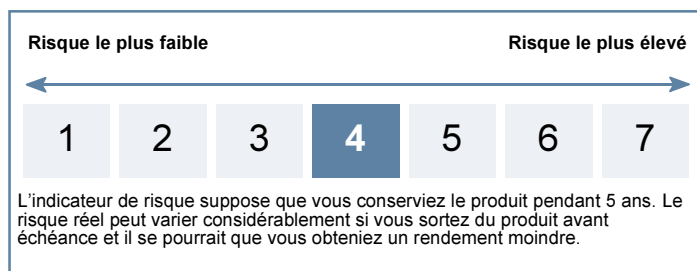 Risque le plus faible Risque le plus élevé
1 2 3 4 5 6 7
L'indicateur de risque suppose que vous conserviez le produit pendant 5 ans. Le
risque réel peut varier considérablement si vous sortez du produit avant
échéance et il se pourrait que vous obteniez un rendement moindre.